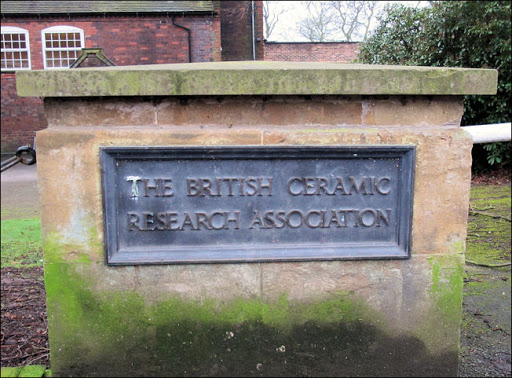 THE BRITISH CERAMIC
RESEARCH ASSOCIATION